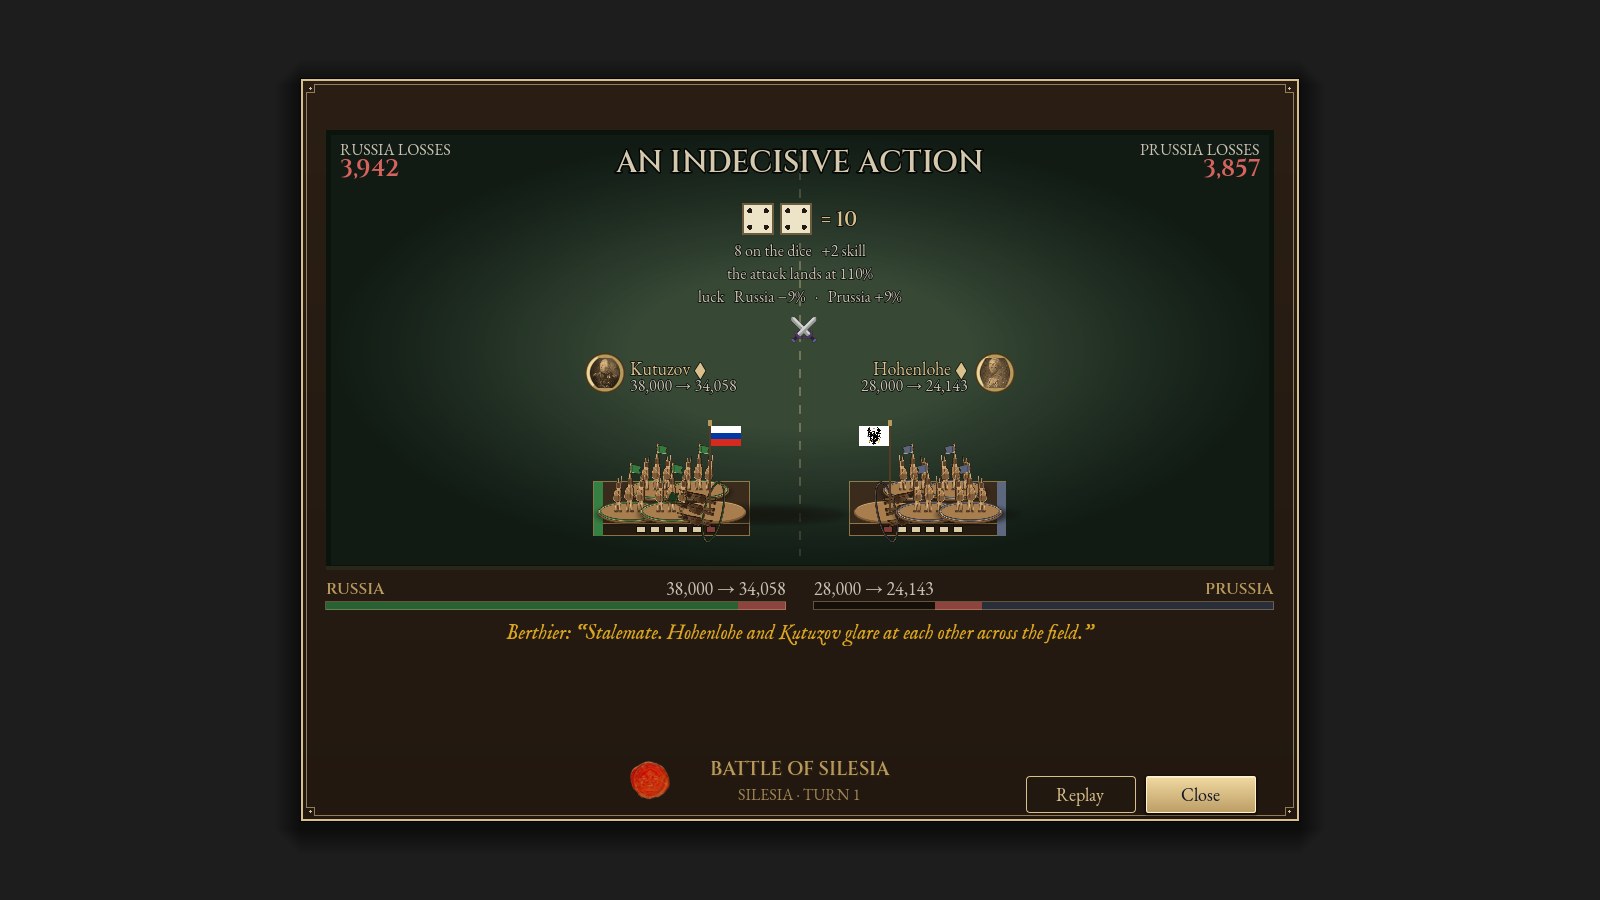 RUSSIA LOSSES
3,942
AN INDECISIVE ACTION
PRUSSIA LOSSES
3,857
= 10
8 on the dice +2 skill
the attack lands at 110%
luck Russia −9% · Prussia +9%
Kutuzov
38,000 → 34,058
Hohenlohe
28,000 → 24,143
RUSSIA 38,000 → 34,058
28,000 → 24,143 PRUSSIA
Berthier: “Stalemate. Hohenlohe and Kutuzov glare at each other across the field.”
BATTLE OF SILESIA
SILESIA · TURN 1
Replay
Close